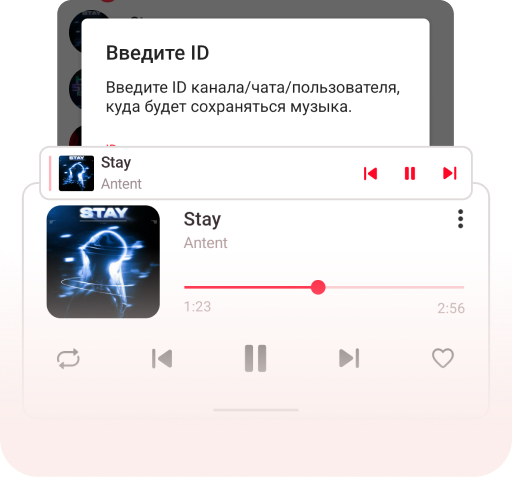 Введите ID
Введите ID канала/чата/пользователя,
куда будет сохраняться музыка.
Stay
Antent
STAY
Stay
Antent
1:23
2:56